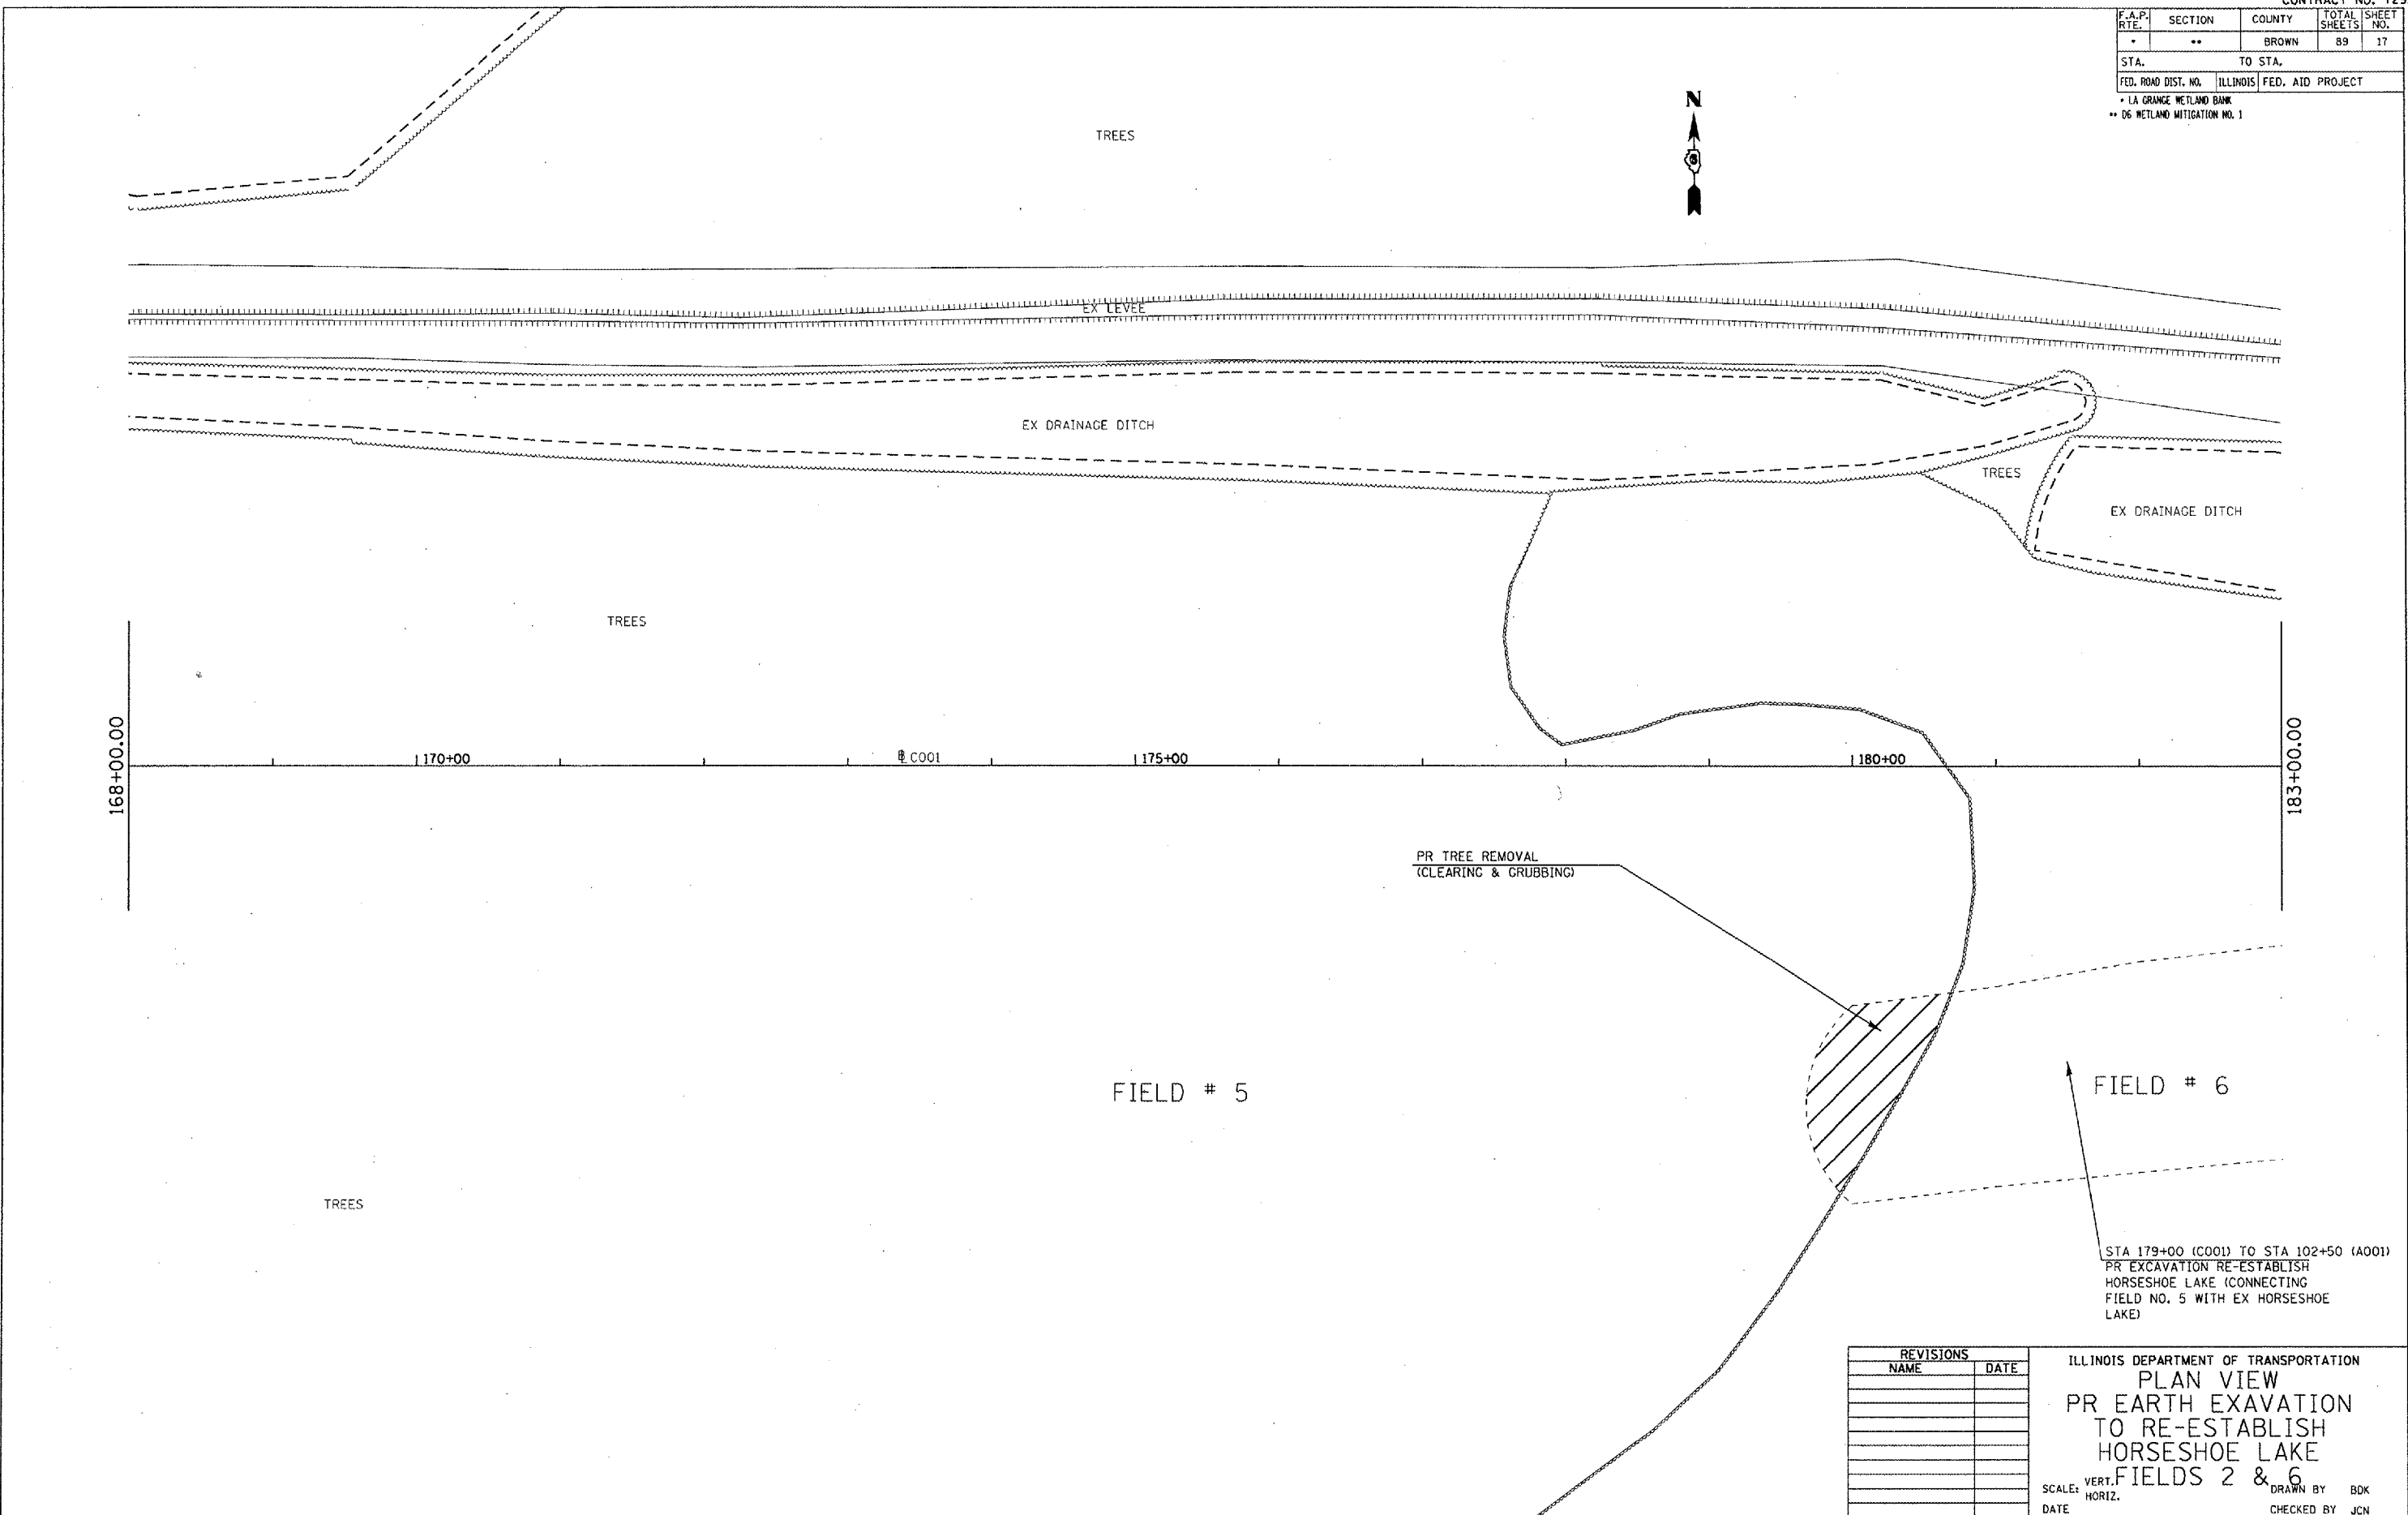 CONTRACT NO.
F.A.P. RTE. SECTION COUNTY TOTAL SHEETS SHEET NO.
• •• BROWN 89 17
STA. TO STA.
FED. ROAD DIST. NO. ILLINOIS FED. AID PROJECT
• LA GRANGE WETLAND BANK
•• D6 WETLAND MITIGATION NO. 1
N
TREES
EX LEVEE
EX DRAINAGE DITCH
TREES
EX DRAINAGE DITCH
TREES
168+00.00
170+00
℄ C001
175+00
180+00
183+00.00
PR TREE REMOVAL
(CLEARING & GRUBBING)
FIELD # 5
FIELD # 6
TREES
STA 179+00 (C001) TO STA 102+50 (A001)
PR EXCAVATION RE-ESTABLISH
HORSESHOE LAKE (CONNECTING
FIELD NO. 5 WITH EX HORSESHOE
LAKE)
REVISIONS
NAME DATE
ILLINOIS DEPARTMENT OF TRANSPORTATION
PLAN VIEW
PR EARTH EXAVATION
TO RE-ESTABLISH
HORSESHOE LAKE
FIELDS 2 & 6
SCALE: VERT.
HORIZ.
DRAWN BY BDK
DATE
CHECKED BY JCN